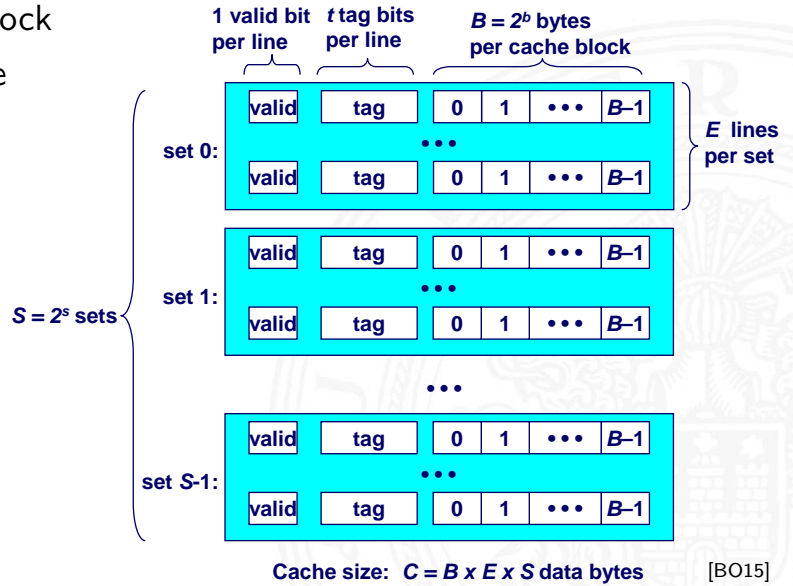 ock
e
1 valid bit per line
t tag bits per line
B = 2ᵇ bytes per cache block
set 0:
valid tag 0 1 ••• B–1
•••
valid tag 0 1 ••• B–1
E lines per set
set 1:
valid tag 0 1 ••• B–1
•••
valid tag 0 1 ••• B–1
S = 2ˢ sets
•••
set S-1:
valid tag 0 1 ••• B–1
•••
valid tag 0 1 ••• B–1
Cache size: C = B x E x S data bytes
[BO15]